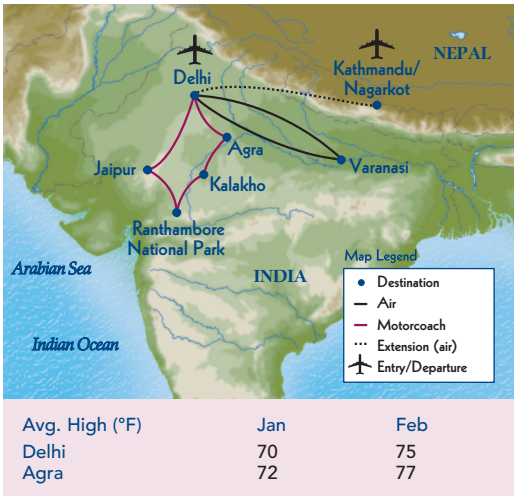 NEPAL
Kathmandu/
Nagarkot
Delhi
Agra
Varanasi
Jaipur
Kalakho
Ranthambore
National Park
Arabian Sea
INDIA
Indian Ocean
Map Legend
Destination
Air
Motorcoach
Extension (air)
Entry/Departure
Avg. High (°F) Jan Feb
Delhi 70 75
Agra 72 77